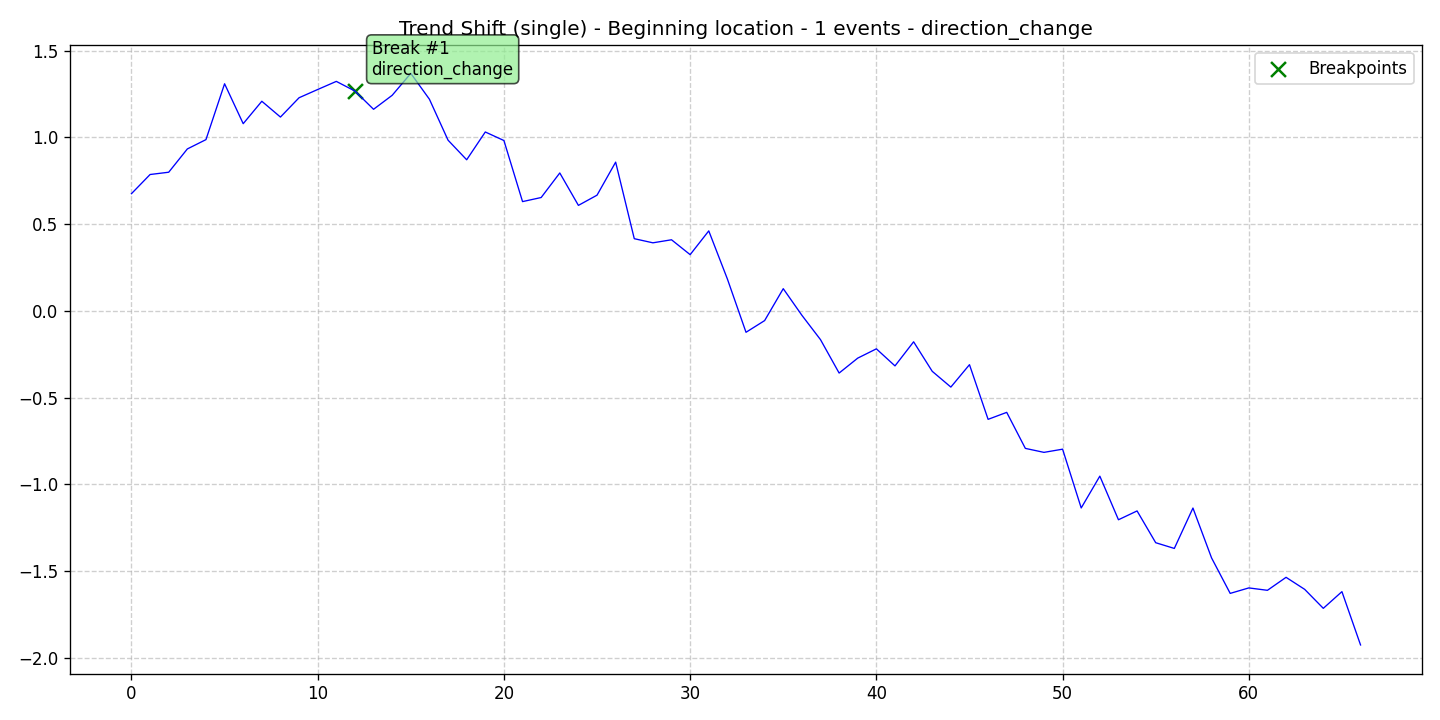 Trend Shift (single) - Beginning location - 1 events - direction_change
Break #1
direction_change
Breakpoints
1.5
1.0
0.5
0.0
−0.5
−1.0
−1.5
−2.0
0 10 20 30 40 50 60